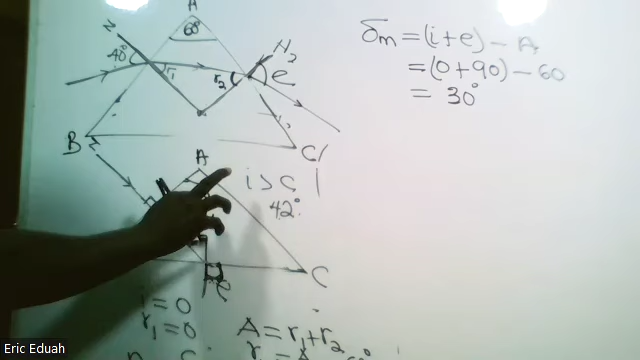 A
60°
N
40°
r₁
r₂
N₂
e
B
C
δm = (i+e) - A
= (0+90) - 60
= 30°
A
i > c
42°
C
e
i = 0
r₁ = 0
A = r₁ + r₂
Eric Eduah